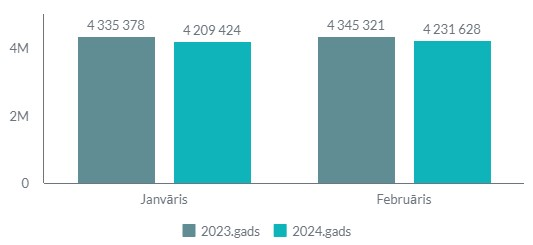 4 335 378
4 209 424
4 345 321
4 231 628
4M
2M
0
Janvāris
Februāris
2023.gads
2024.gads